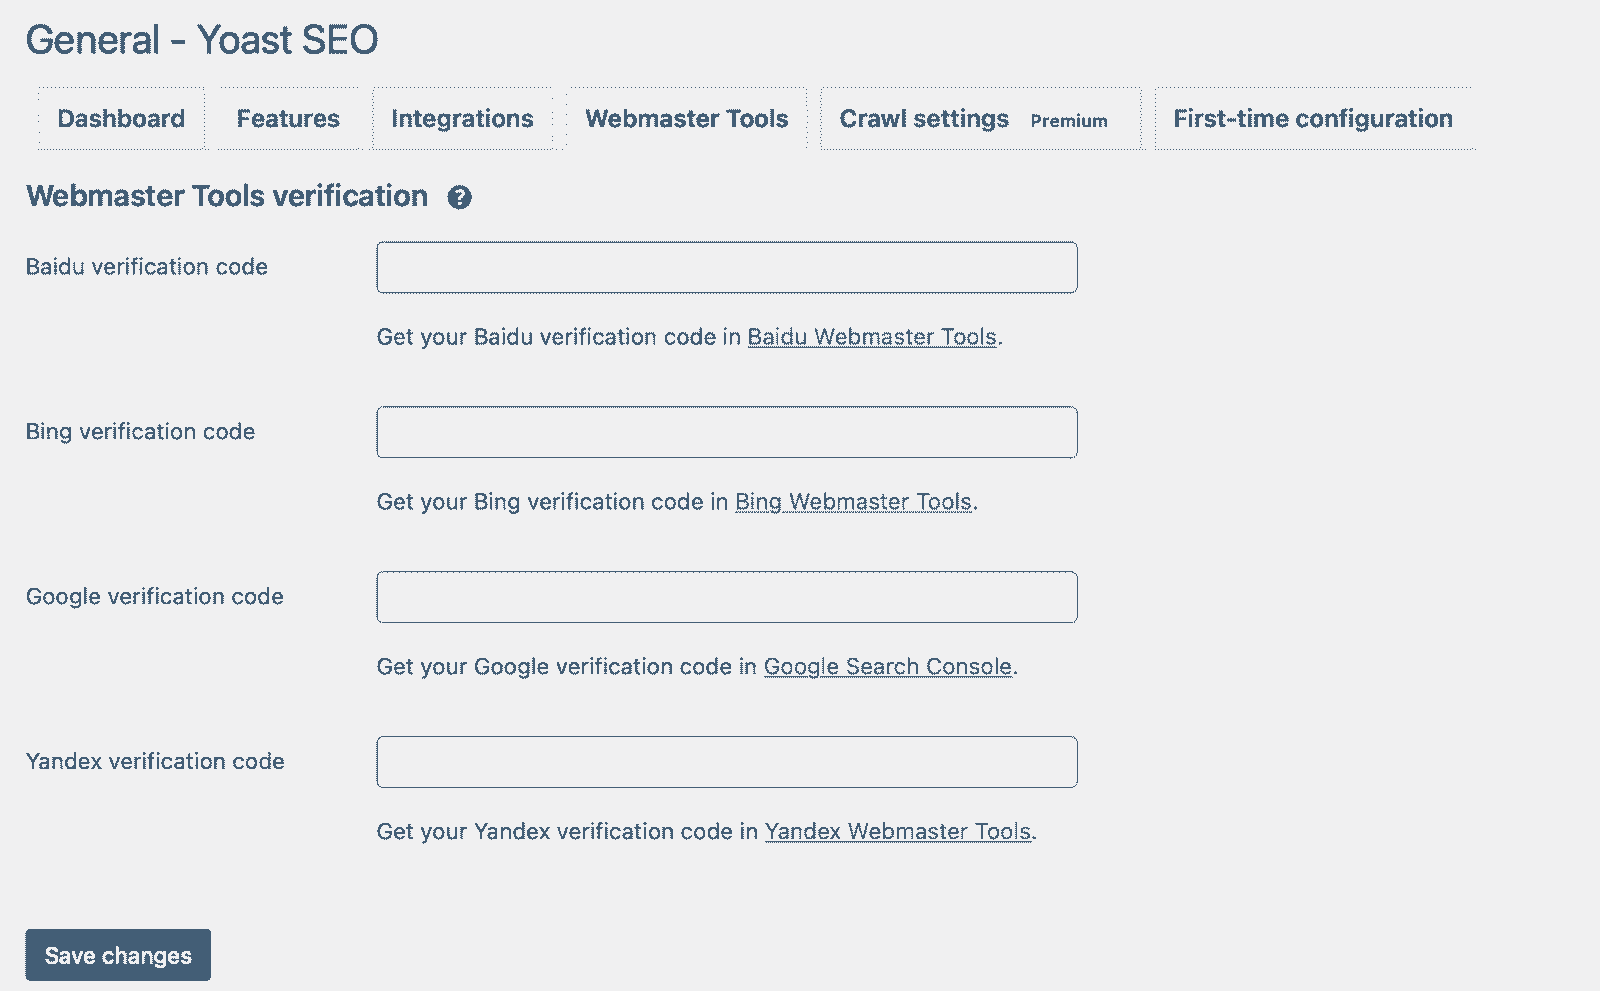 General - Yoast SEO
Dashboard Features Integrations Webmaster Tools Crawl settings Premium First-time configuration
Webmaster Tools verification ?
Baidu verification code
Get your Baidu verification code in Baidu Webmaster Tools.
Bing verification code
Get your Bing verification code in Bing Webmaster Tools.
Google verification code
Get your Google verification code in Google Search Console.
Yandex verification code
Get your Yandex verification code in Yandex Webmaster Tools.
Save changes